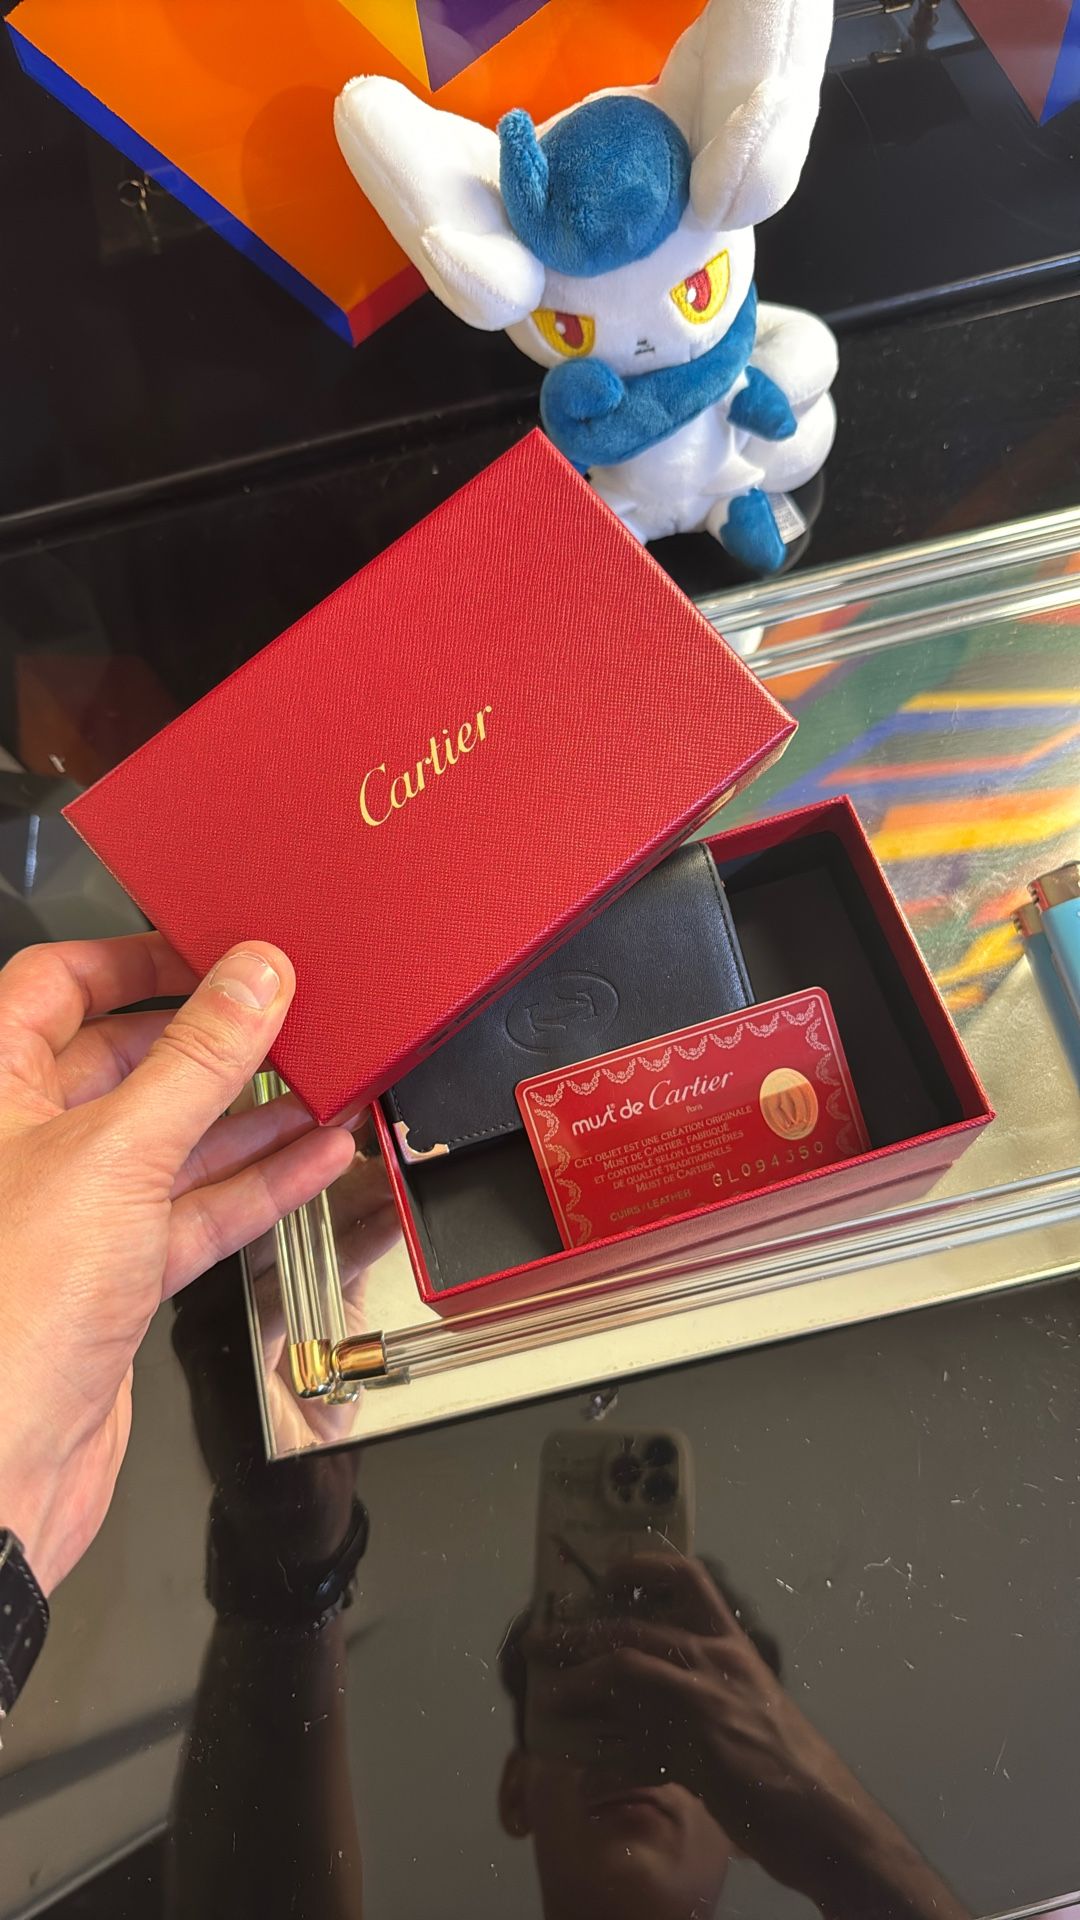 Cartier
must de Cartier
Paris
CET OBJET EST UNE CRÉATION ORIGINALE
MUST DE CARTIER, FABRIQUÉ
ET CONTRÔLÉ SELON LES CRITÈRES
DE QUALITÉ TRADITIONNELS
MUST DE CARTIER
CUIRS/LEATHER GL094350